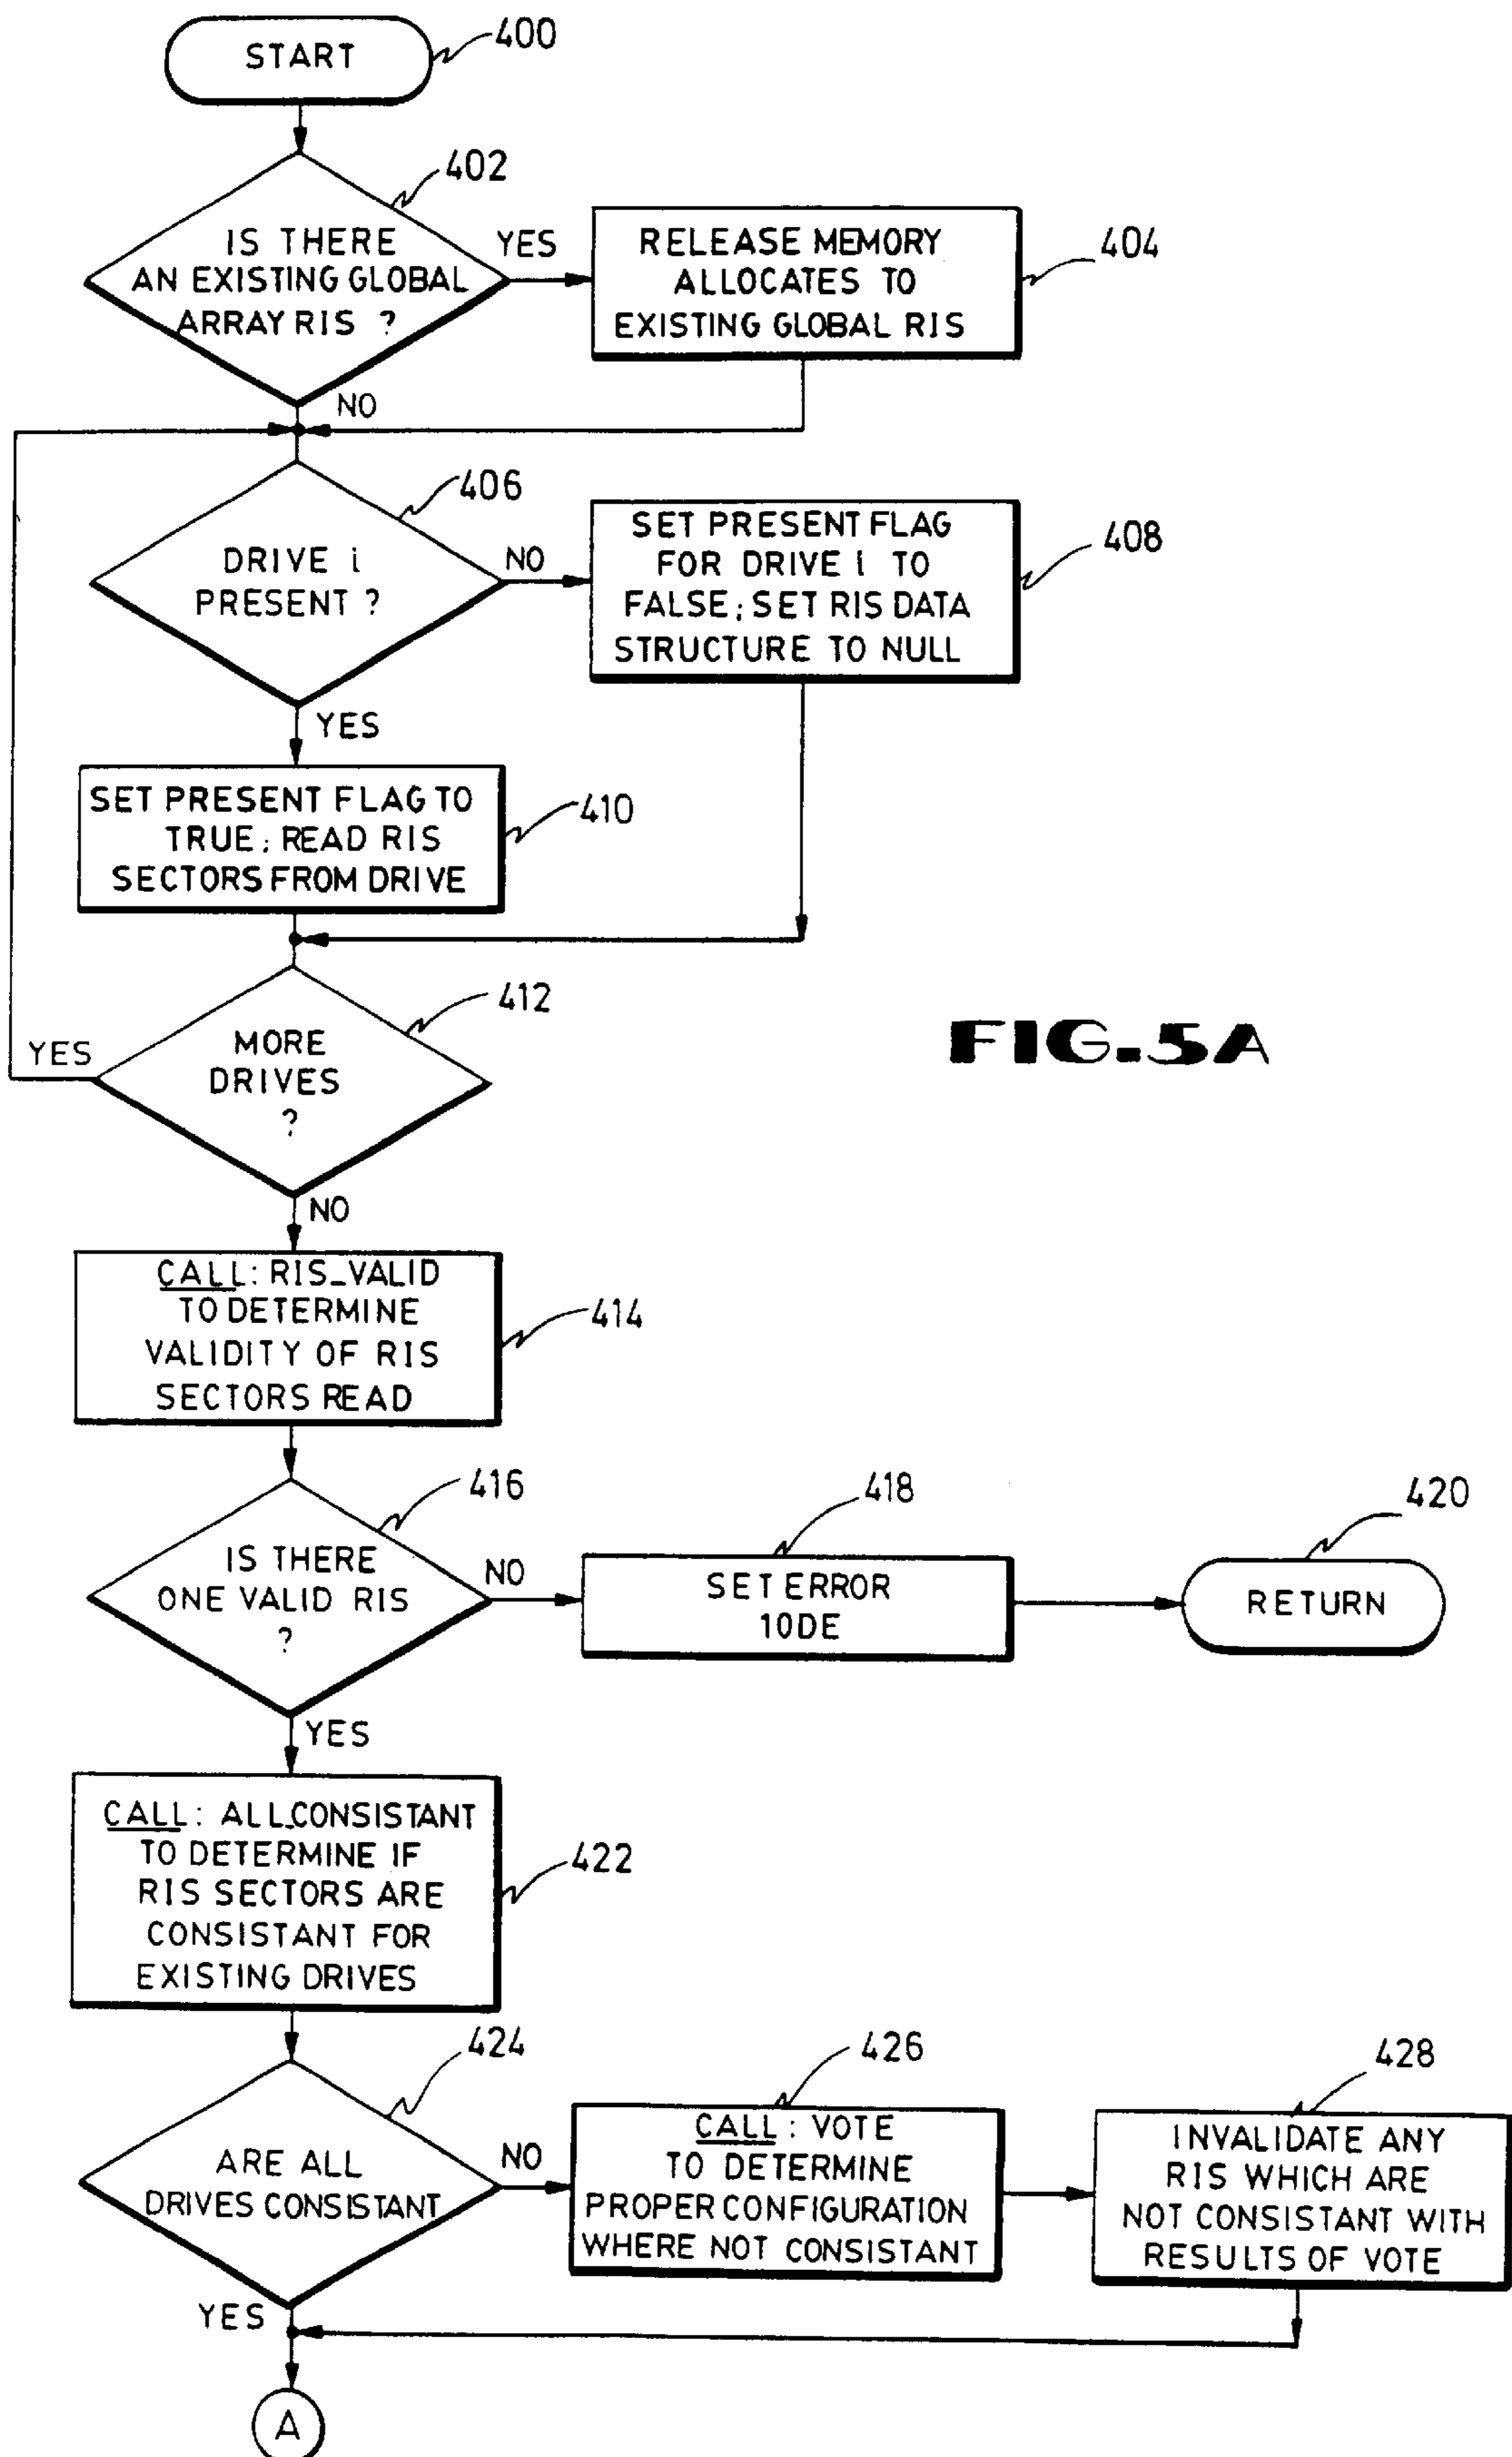 START
400
402
IS THERE
AN EXISTING GLOBAL
ARRAY RIS ?
YES
RELEASE MEMORY
ALLOCATES TO
EXISTING GLOBAL RIS
404
NO
406
DRIVE i
PRESENT ?
NO
SET PRESENT FLAG
FOR DRIVE I TO
FALSE; SET RIS DATA
STRUCTURE TO NULL
408
YES
SET PRESENT FLAG TO
TRUE; READ RIS
SECTORS FROM DRIVE
410
412
MORE
DRIVES
?
YES
FIG.5A
NO
CALL: RIS_VALID
TO DETERMINE
VALIDITY OF RIS
SECTORS READ
414
416
IS THERE
ONE VALID RIS
?
NO
418
SET ERROR
10DE
420
RETURN
YES
CALL: ALL_CONSISTANT
TO DETERMINE IF
RIS SECTORS ARE
CONSISTANT FOR
EXISTING DRIVES
422
424
ARE ALL
DRIVES CONSISTANT
NO
426
CALL: VOTE
TO DETERMINE
PROPER CONFIGURATION
WHERE NOT CONSISTANT
428
INVALIDATE ANY
RIS WHICH ARE
NOT CONSISTANT WITH
RESULTS OF VOTE
YES
A